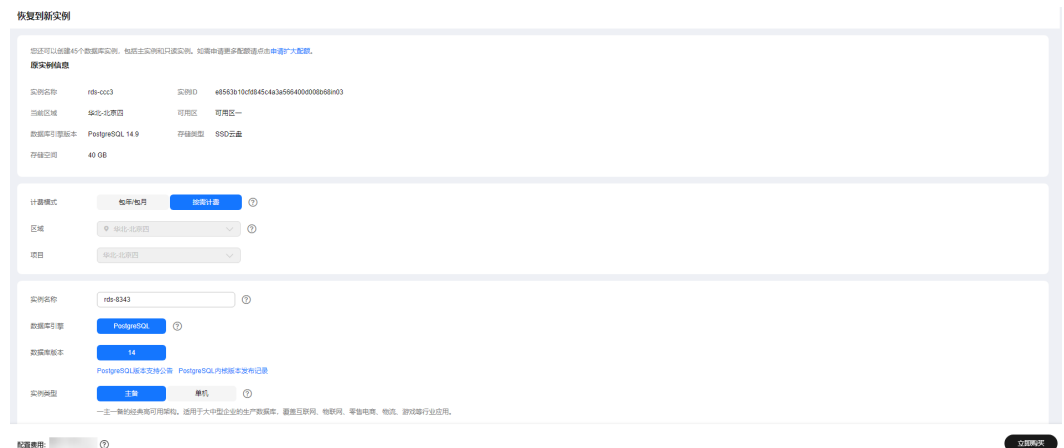 恢复到新实例
您还可以创建45个数据库实例，包括主实例和只读实例。如需申请更多配额请点击申请扩大配额。
原实例信息
实例名称 rds-ccc3 实例ID e8563b10cfd845c4a3a566400d008b68in03
当前区域 华北-北京四 可用区 可用区一
数据库引擎版本 PostgreSQL 14.9 存储类型 SSD云盘
存储空间 40 GB
计费模式 包年/包月 按需计费
区域 华北-北京四
项目 华北-北京四
实例名称 rds-8343
数据库引擎 PostgreSQL
数据库版本 14
PostgreSQL版本支持公告 PostgreSQL内核版本发布记录
实例类型 主备 单机
一主一备的经典高可用架构。适用于大中型企业的生产数据库，覆盖互联网、物联网、零售电商、物流、游戏等行业应用。
配置费用: 立即购买